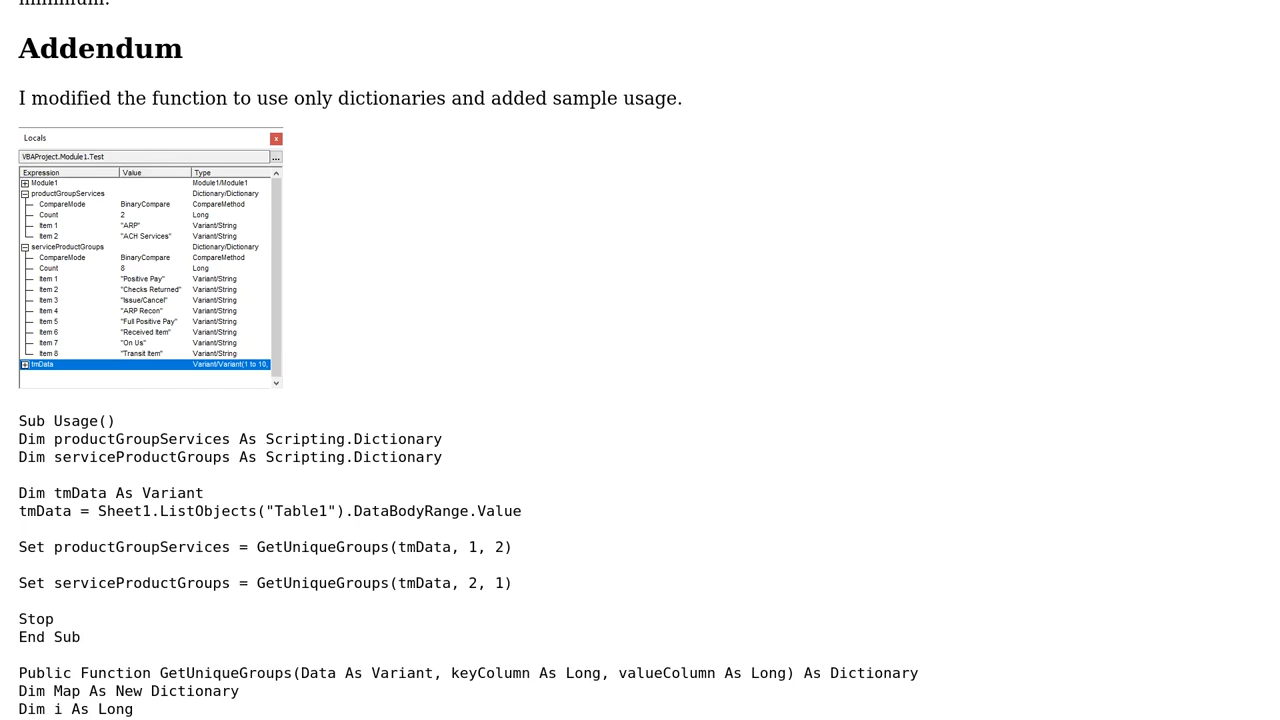 minimum.
Addendum
I modified the function to use only dictionaries and added sample usage.
Locals
x
VBAProject.Module1.Test
...
Expression Value Type
Module1 Module1/Module1
productGroupServices Dictionary/Dictionary
CompareMode BinaryCompare CompareMethod
Count 2 Long
Item 1 "ARP" Variant/String
Item 2 "ACH Services" Variant/String
serviceProductGroups Dictionary/Dictionary
CompareMode BinaryCompare CompareMethod
Count 8 Long
Item 1 "Positive Pay" Variant/String
Item 2 "Checks Returned" Variant/String
Item 3 "Issue/Cancel" Variant/String
Item 4 "ARP Recon" Variant/String
Item 5 "Full Positive Pay" Variant/String
Item 6 "Received Item" Variant/String
Item 7 "On Us" Variant/String
Item 8 "Transit Item" Variant/String
tmData Variant/Variant(1 to 10,
Sub Usage()
Dim productGroupServices As Scripting.Dictionary
Dim serviceProductGroups As Scripting.Dictionary
Dim tmData As Variant
tmData = Sheet1.ListObjects("Table1").DataBodyRange.Value
Set productGroupServices = GetUniqueGroups(tmData, 1, 2)
Set serviceProductGroups = GetUniqueGroups(tmData, 2, 1)
Stop
End Sub
Public Function GetUniqueGroups(Data As Variant, keyColumn As Long, valueColumn As Long) As Dictionary
Dim Map As New Dictionary
Dim i As Long